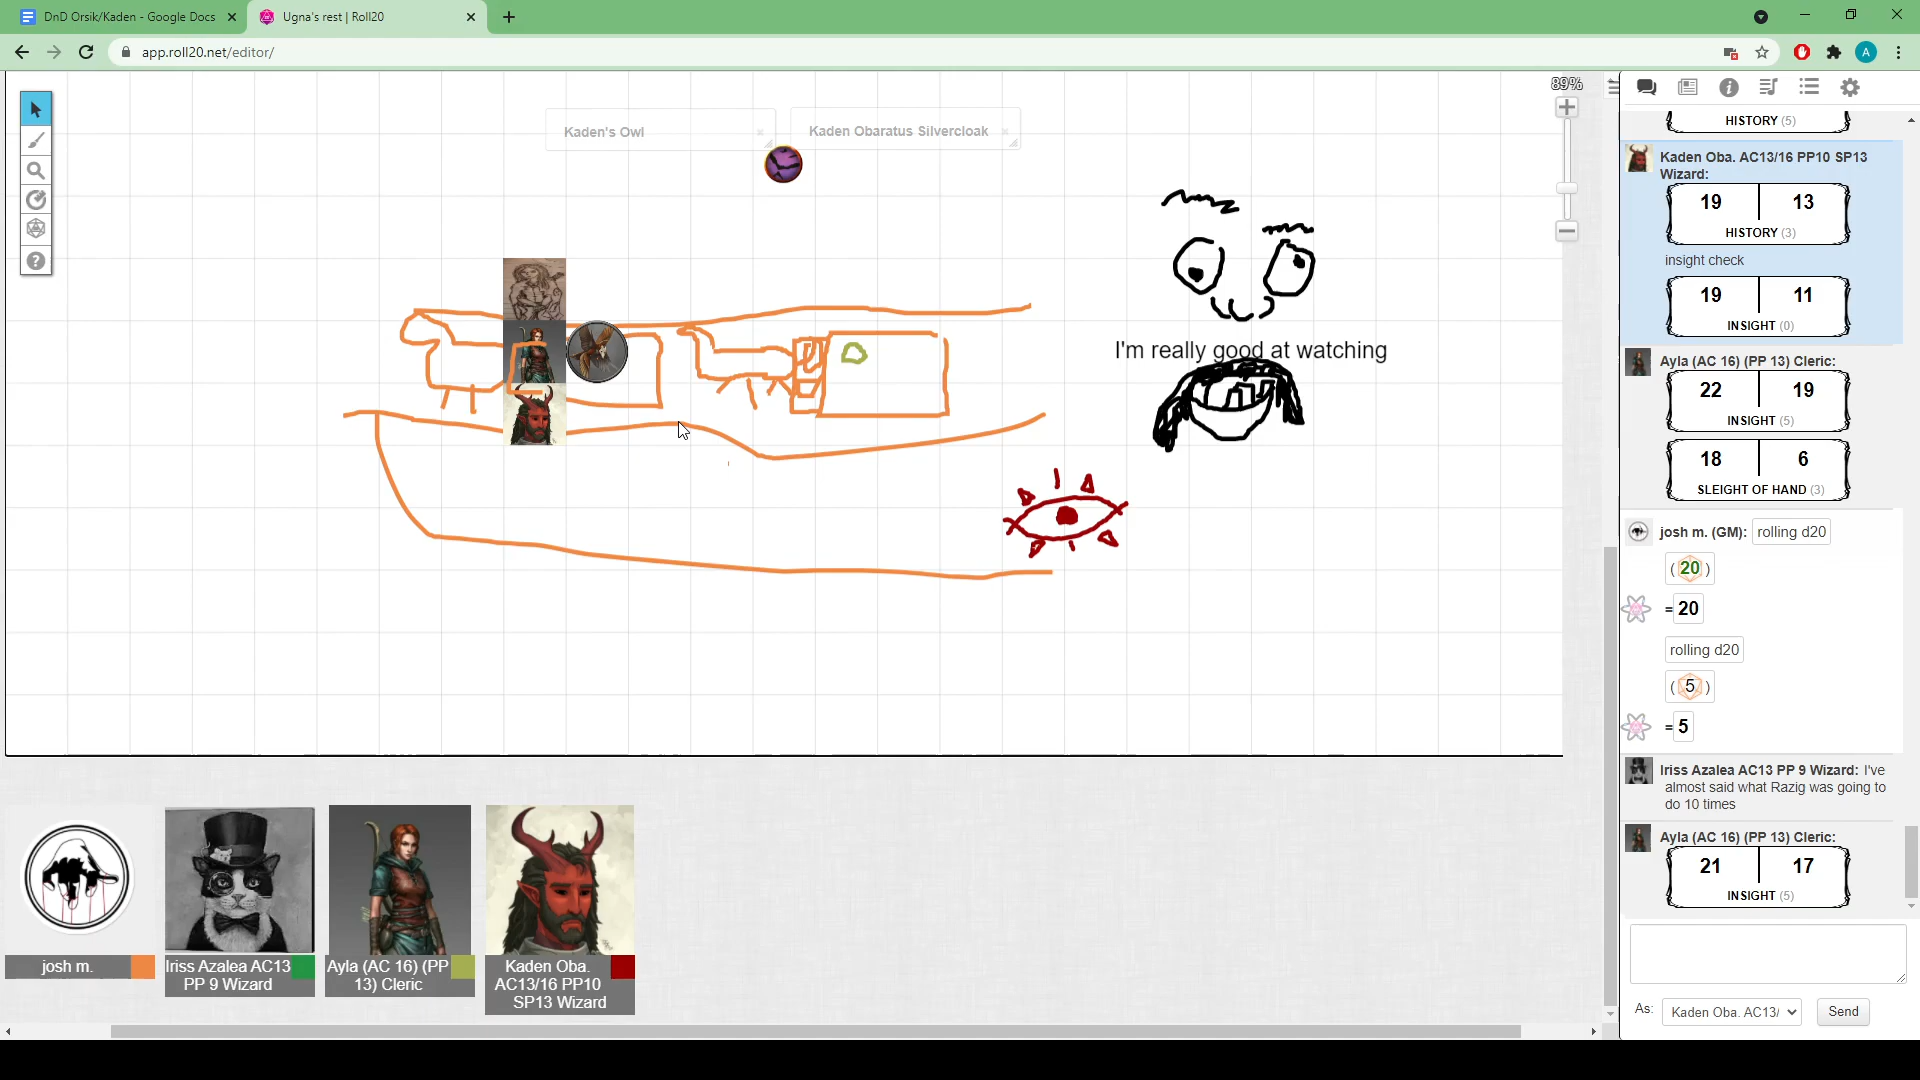 DnD Orsik/Kaden - Google Docs
Ugna's rest | Roll20
app.roll20.net/editor/
A
89%
Kaden's Owl
Kaden Obaratus Silvercloak
I'm really good at watching
HISTORY (5)
Kaden Oba. AC13/16 PP10 SP13
Wizard:
19 13
HISTORY (3)
insight check
19 11
INSIGHT (0)
Ayla (AC 16) (PP 13) Cleric:
22 19
INSIGHT (5)
18 6
SLEIGHT OF HAND (3)
josh m. (GM): rolling d20
(20)
=20
rolling d20
(5)
=5
Iriss Azalea AC13 PP 9 Wizard: I've
almost said what Razig was going to
do 10 times
Ayla (AC 16) (PP 13) Cleric:
21 17
INSIGHT (5)
As: Kaden Oba. AC13/ Send
josh m.
Iriss Azalea AC13
PP 9 Wizard
Ayla (AC 16) (PP
13) Cleric
Kaden Oba.
AC13/16 PP10
SP13 Wizard